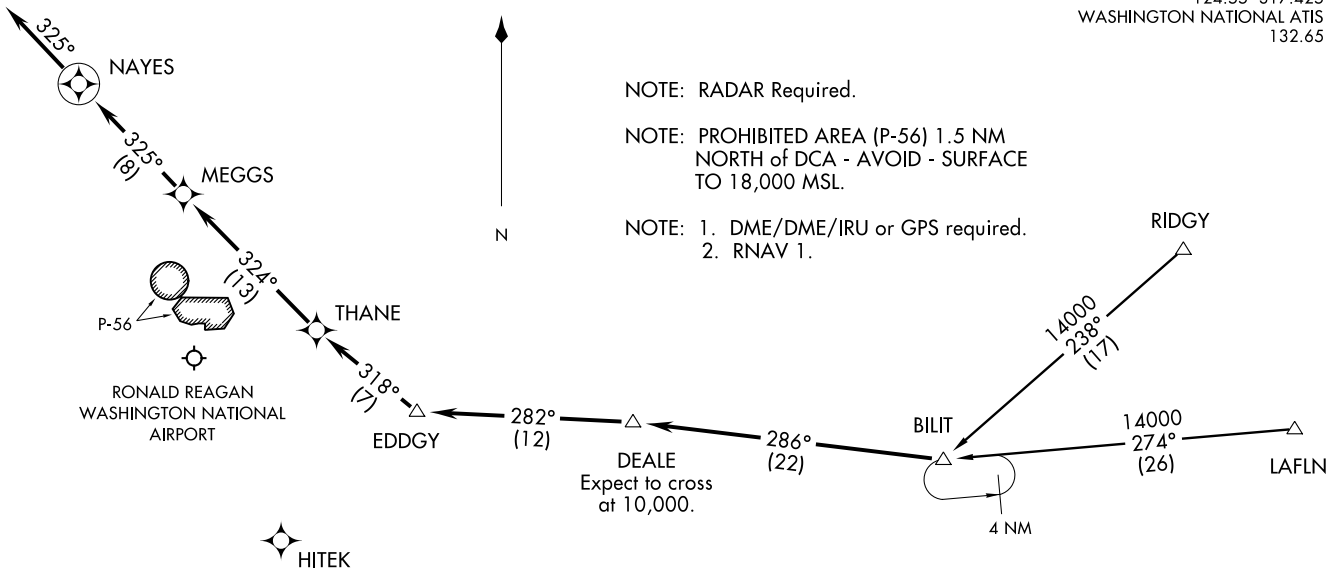 WASHINGTON NATIONAL ATIS
132.65
325°
NAYES
325°
(8)
MEGGS
N
NOTE: RADAR Required.
NOTE: PROHIBITED AREA (P-56) 1.5 NM
NORTH of DCA - AVOID - SURFACE
TO 18,000 MSL.
NOTE: 1. DME/DME/IRU or GPS required.
2. RNAV 1.
RIDGY
324°
(13)
P-56
THANE
14000
238°
(17)
RONALD REAGAN
WASHINGTON NATIONAL
AIRPORT
318°
(7)
EDDGY
282°
(12)
DEALE
Expect to cross
at 10,000.
286°
(22)
BILIT
14000
274°
(26)
LAFLN
4 NM
HITEK